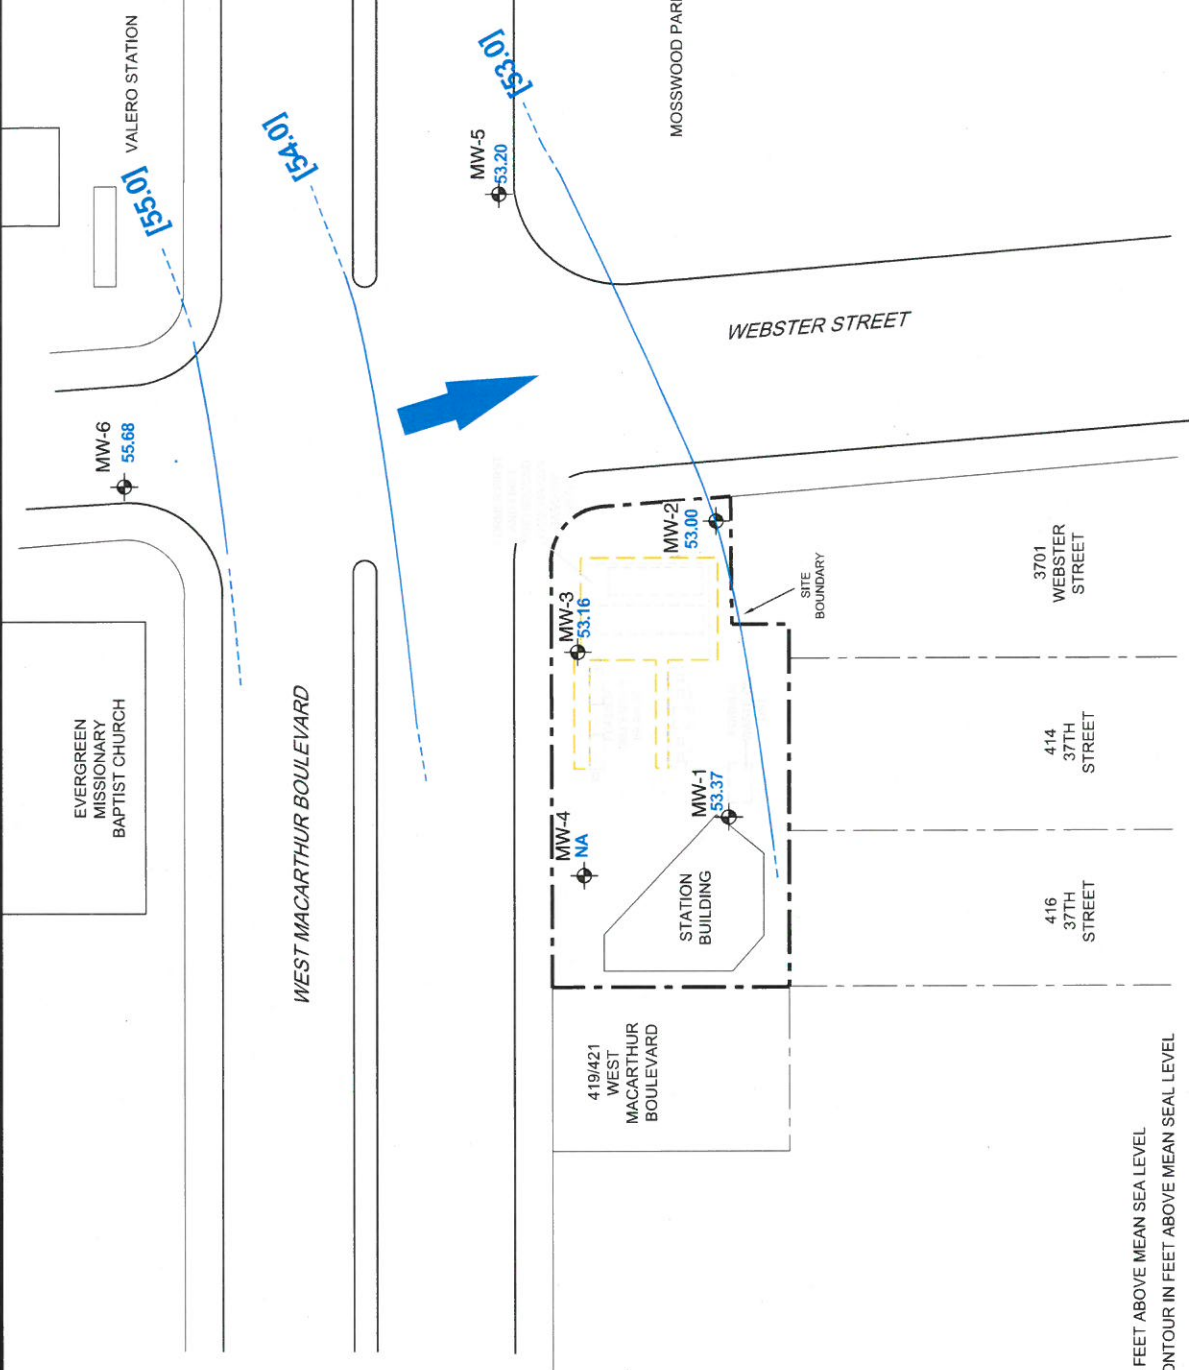 VALERO STATION
[55.0]
[54.0]
[53.0]
MOSSWOOD
MW-5
53.20
MW-6
55.68
WEBSTER STREET
MW-2
53.00
MW-3
53.16
SITE
BOUNDARY
3701
WEBSTER
STREET
EVERGREEN
MISSIONARY
BAPTIST CHURCH
WEST MACARTHUR BOULEVARD
MW-1
53.37
MW-4
NA
STATION
BUILDING
414
37TH
STREET
416
37TH
STREET
419/421
WEST
MACARTHUR
BOULEVARD
FEET ABOVE MEAN SEA LEVEL
IN FEET ABOVE MEAN SEAL LEVEL